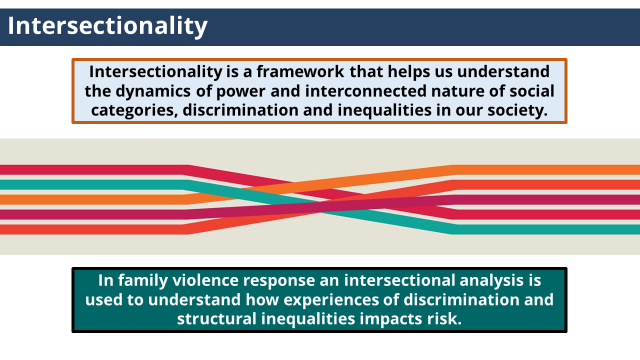 Intersectionality
Intersectionality is a framework that helps us understand
the dynamics of power and interconnected nature of social
categories, discrimination and inequalities in our society.
In family violence response an intersectional analysis is
used to understand how experiences of discrimination and
structural inequalities impacts risk.